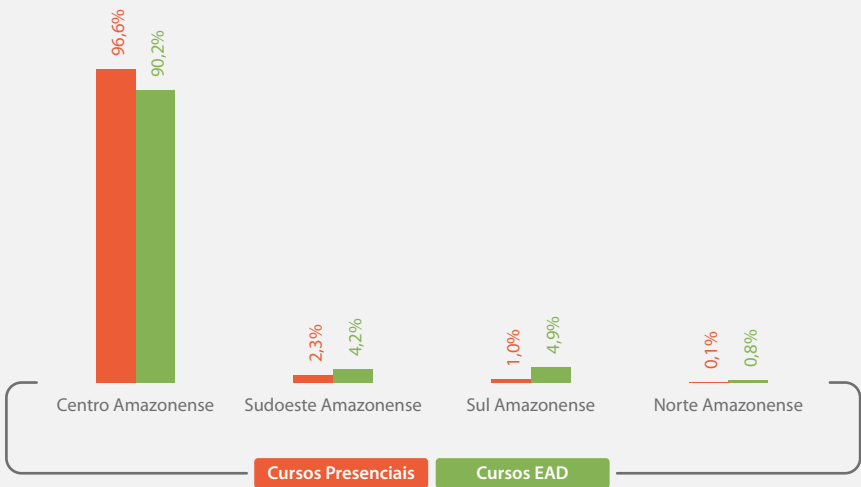 96,6%
90,2%
2,3%
4,2%
1,0%
4,9%
0,1%
0,8%
Centro Amazonense
Sudoeste Amazonense
Sul Amazonense
Norte Amazonense
Cursos Presenciais
Cursos EAD